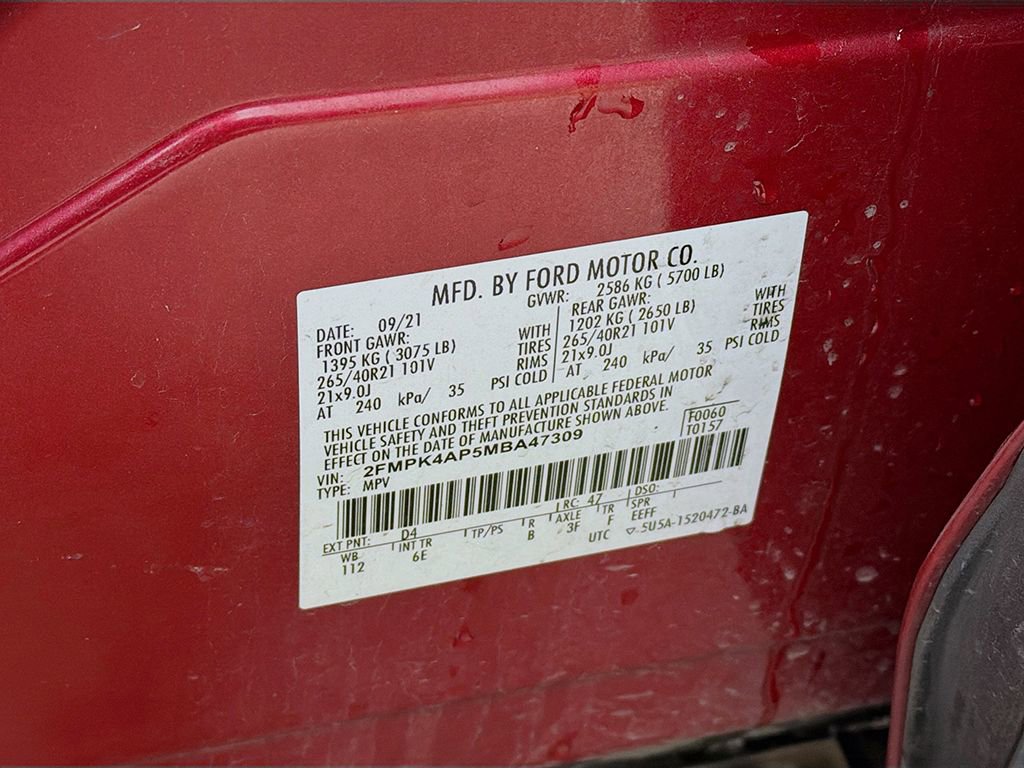 MFD. BY FORD MOTOR CO.
DATE: 09/21 GVWR: 2586 KG ( 5700 LB)
FRONT GAWR: REAR GAWR:
1395 KG ( 3075 LB) WITH 1202 KG ( 2650 LB) WITH
265/40R21 101V TIRES 265/40R21 101V TIRES
21x9.0J RIMS 21x9.0J RIMS
AT 240 kPa/ 35 PSI COLD AT 240 kPa/ 35 PSI COLD
THIS VEHICLE CONFORMS TO ALL APPLICABLE FEDERAL MOTOR
VEHICLE SAFETY AND THEFT PREVENTION STANDARDS IN
EFFECT ON THE DATE OF MANUFACTURE SHOWN ABOVE.
F0060
T0157
VIN: 2FMPK4AP5MBA47309
TYPE: MPV
EXT PNT: D4 RC: 47 DSO:
WB INT TR TP/PS R AXLE TR SPR
112 6E B 3F F EEFF
UTC ▽ 5U5A-1520472-BA